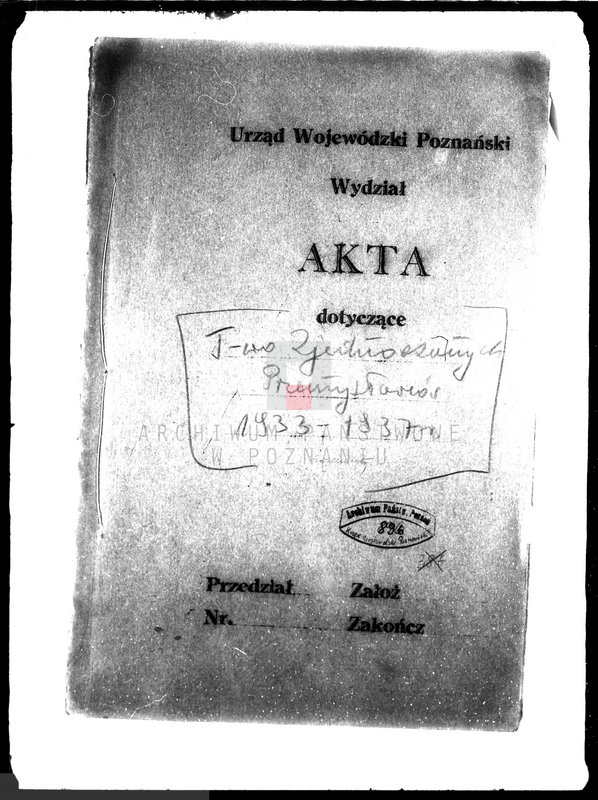 Urząd Wojewódzki Poznański
Wydział
AKTA
dotyczące
T-wo Zjednoczonych
Przemysłowców
1933 - 1937
ARCHIWUM PAŃSTWOWE
W POZNANIU
Archiwum Państw. Poznań
896
Przedział
Założ
Nr.
Zakończ